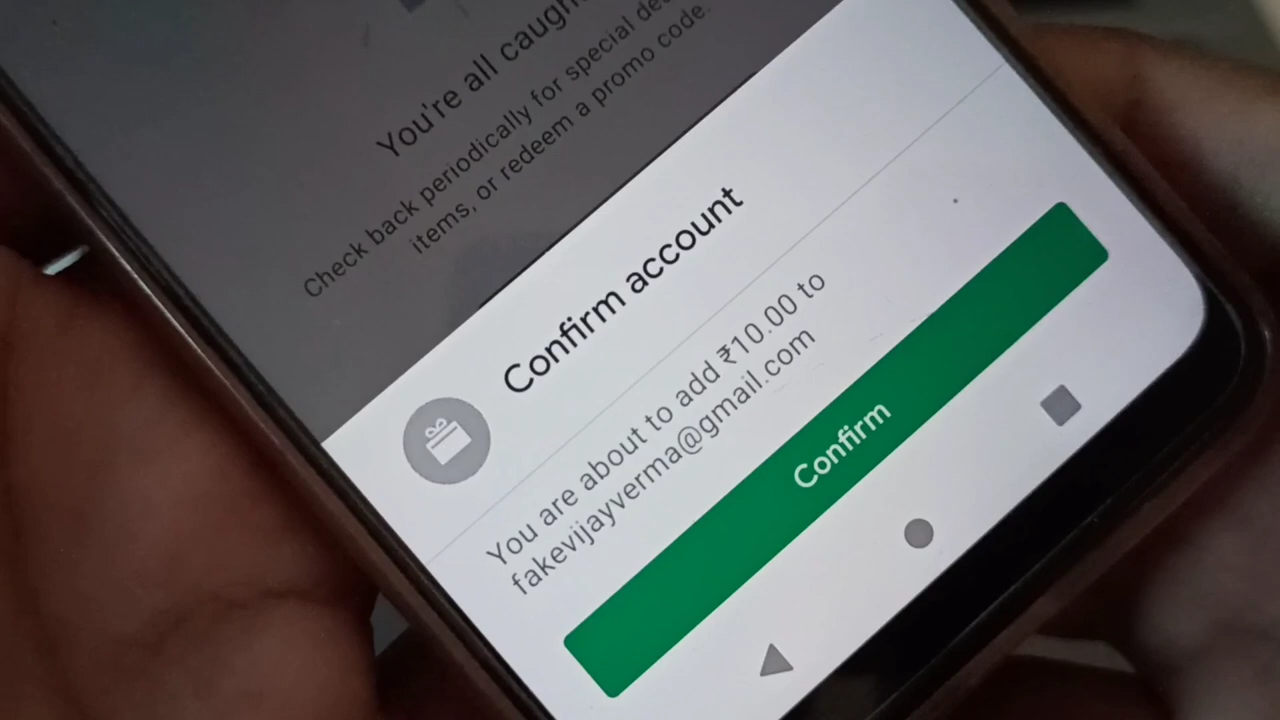 You're all caught
Check back periodically for special
items, or redeem a promo code.
Confirm account
You are about to add ₹10.00 to
fakevijayverma@gmail.com
Confirm